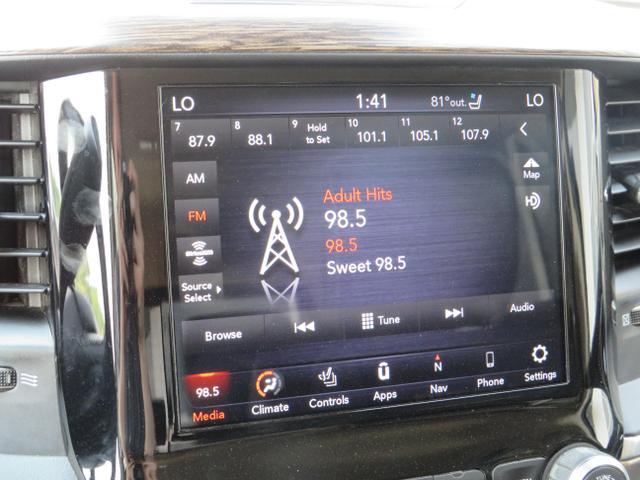 LO 1:41 81°out. LO
7 8 9 10 11 12
87.9 88.1 Hold to Set 101.1 105.1 107.9
AM
Map
Adult Hits
FM 98.5
98.5
SiriusXM
Sweet 98.5
Source
Select
Browse Tune Audio
98.5 N
Media Climate Controls Apps Nav Phone Settings
TUNE